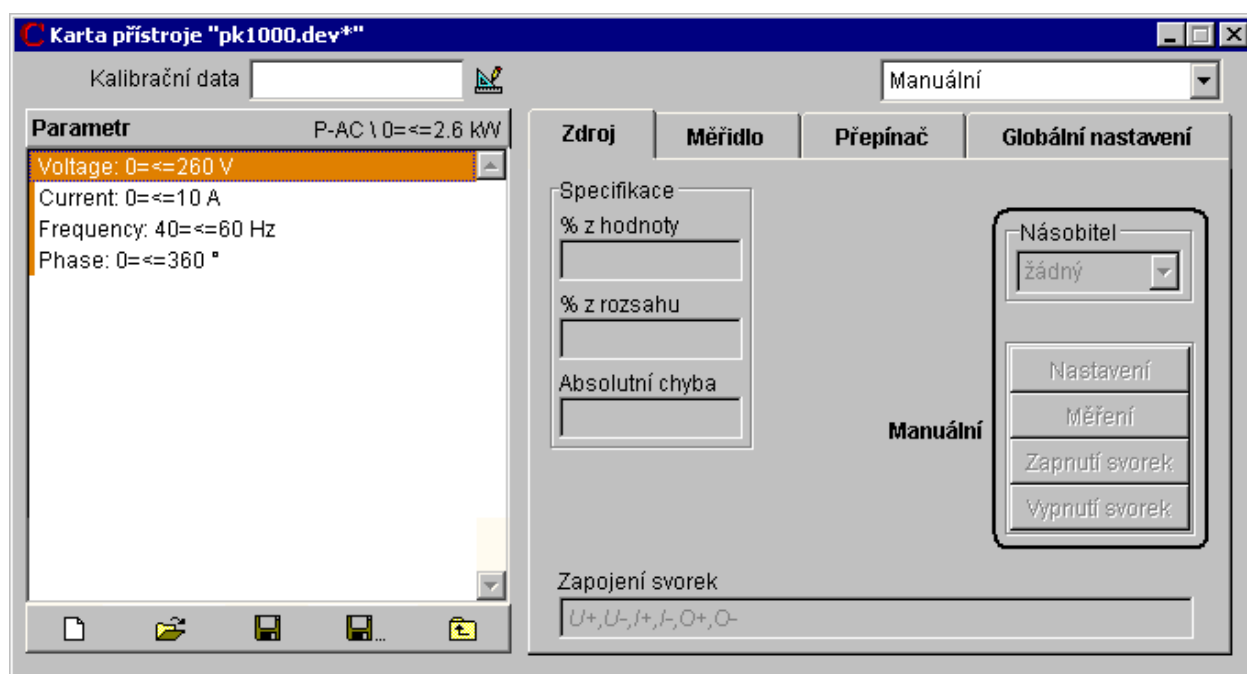 Karta přístroje "pk1000.dev*"
Kalibrační data
Manuální
Parametr P-AC \ 0=<=2.6 kW
Voltage: 0=<=260 V
Current: 0=<=10 A
Frequency: 40=<=60 Hz
Phase: 0=<=360 °
Zdroj Měřidlo Přepínač Globální nastavení
Specifikace
% z hodnoty
% z rozsahu
Absolutní chyba
Násobitel
žádný
Manuální
Nastavení
Měření
Zapnutí svorek
Vypnutí svorek
Zapojení svorek
U+,U-,I+,I-,O+,O-